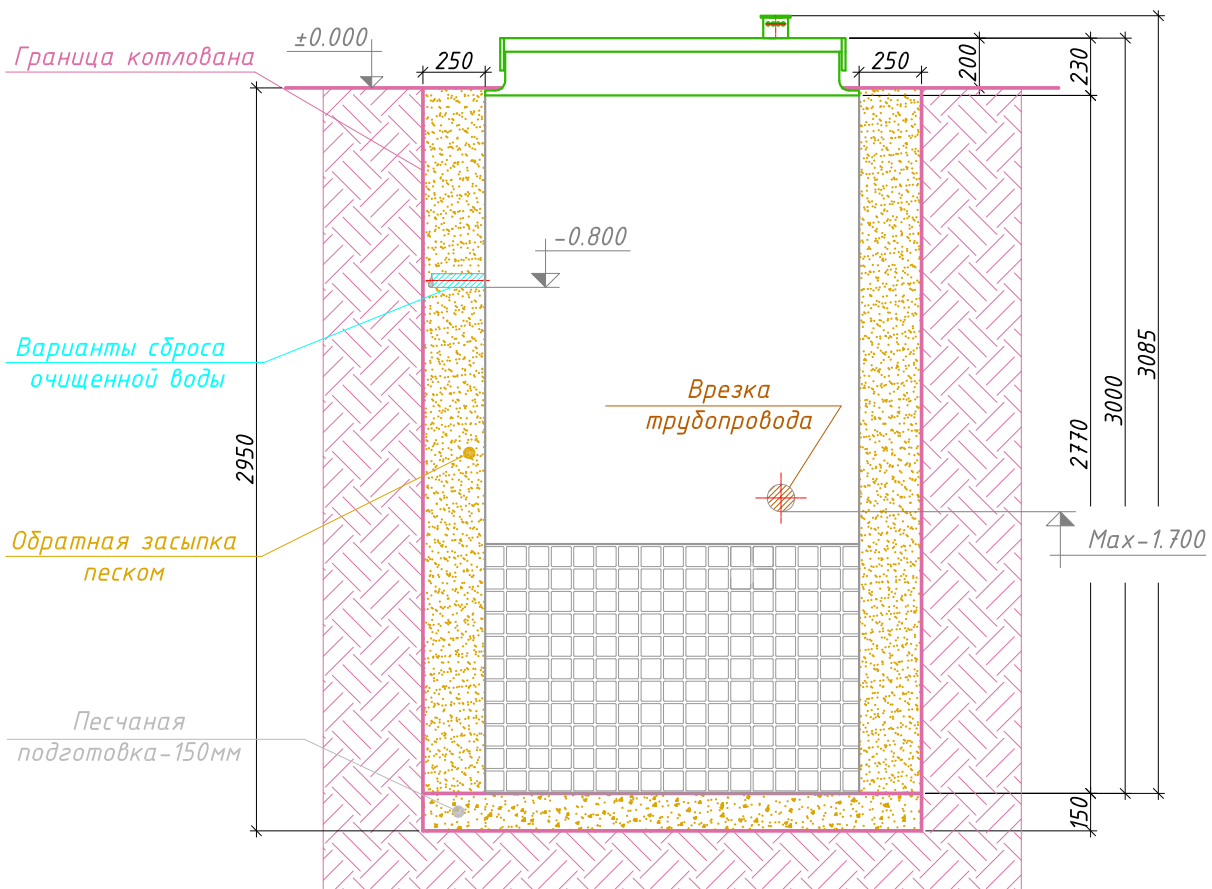 ±0.000
Граница котлована
250
250
200
230
-0.800
Варианты сброса
очищенной воды
Врезка
трубопровода
3085
3000
2770
2950
Обратная засыпка
песком
Max-1.700
Песчаная
подготовка-150мм
150